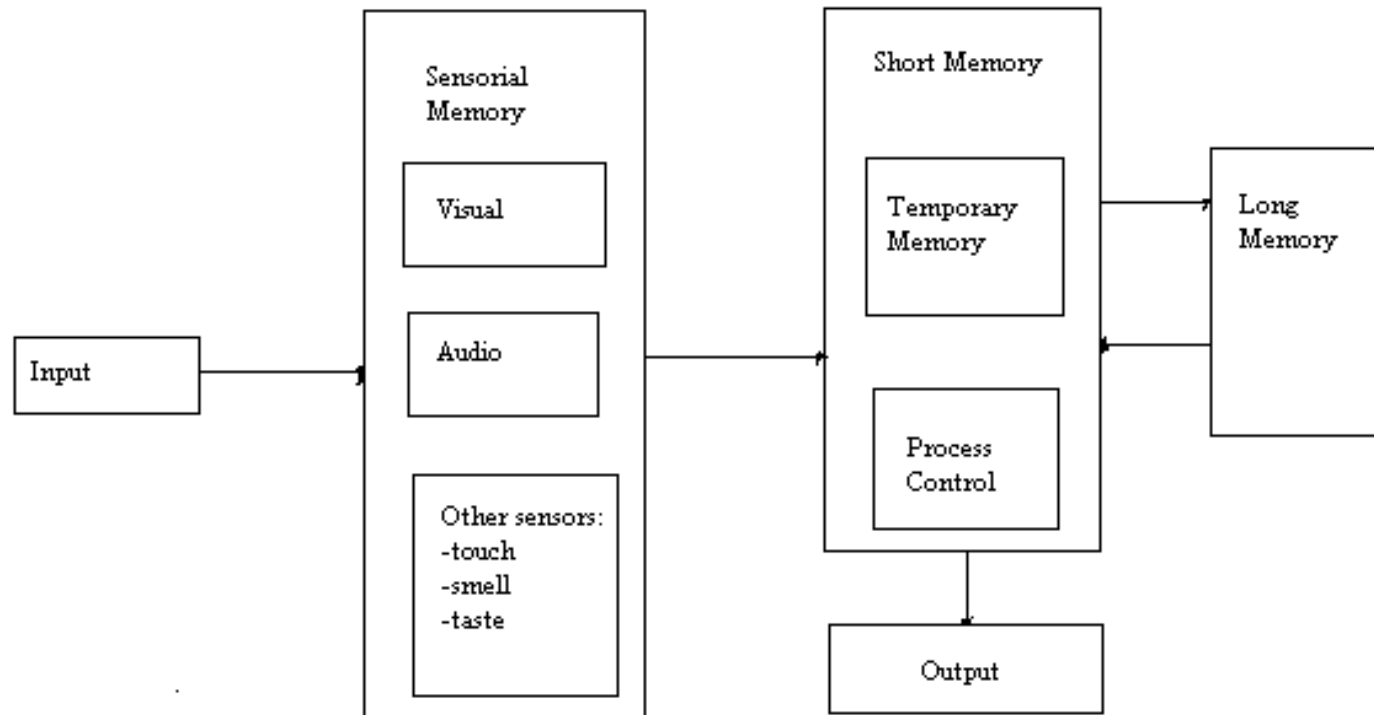 Input
Sensorial
Memory
Visual
Audio
Other sensors:
-touch
-smell
-taste
Short Memory
Temporary
Memory
Process
Control
Long
Memory
Output